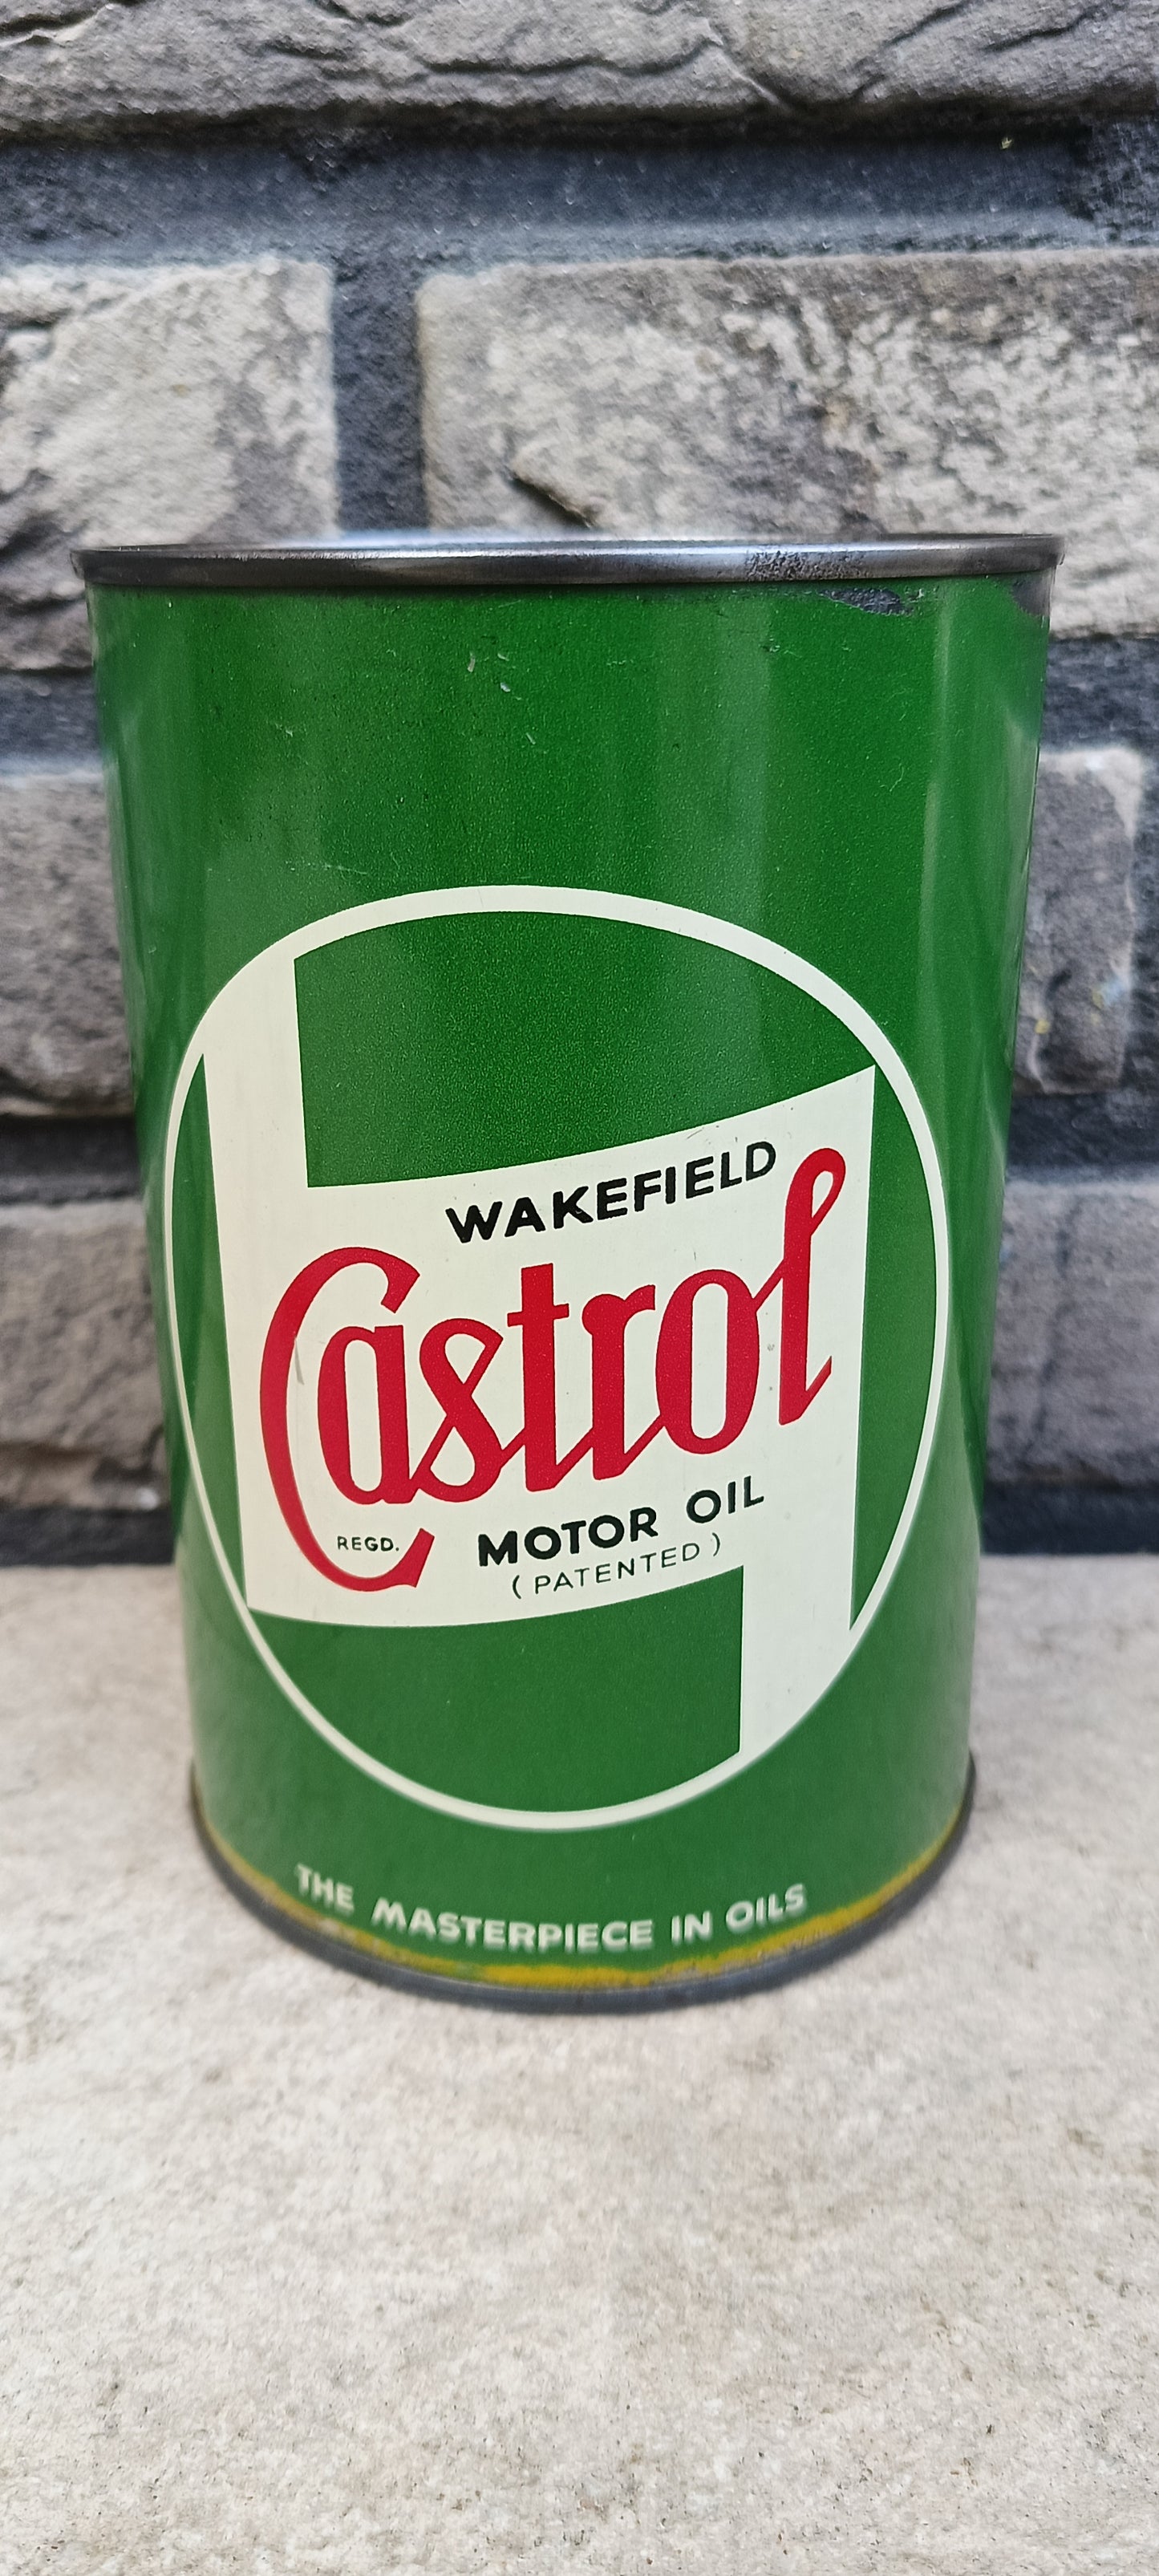 WAKEFIELD
Castrol
REGD. MOTOR OIL
(PATENTED)
THE MASTERPIECE IN OILS